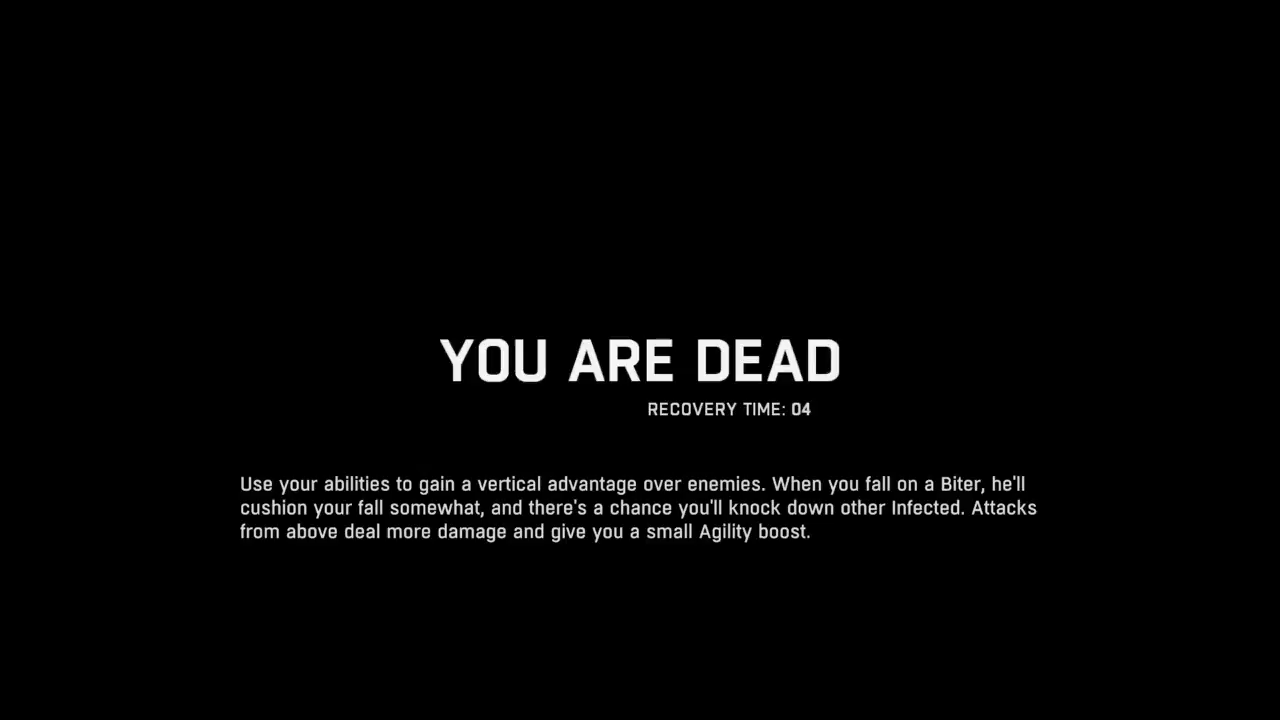 YOU ARE DEAD
RECOVERY TIME: 04
Use your abilities to gain a vertical advantage over enemies. When you fall on a Biter, he'll
cushion your fall somewhat, and there's a chance you'll knock down other Infected. Attacks
from above deal more damage and give you a small Agility boost.